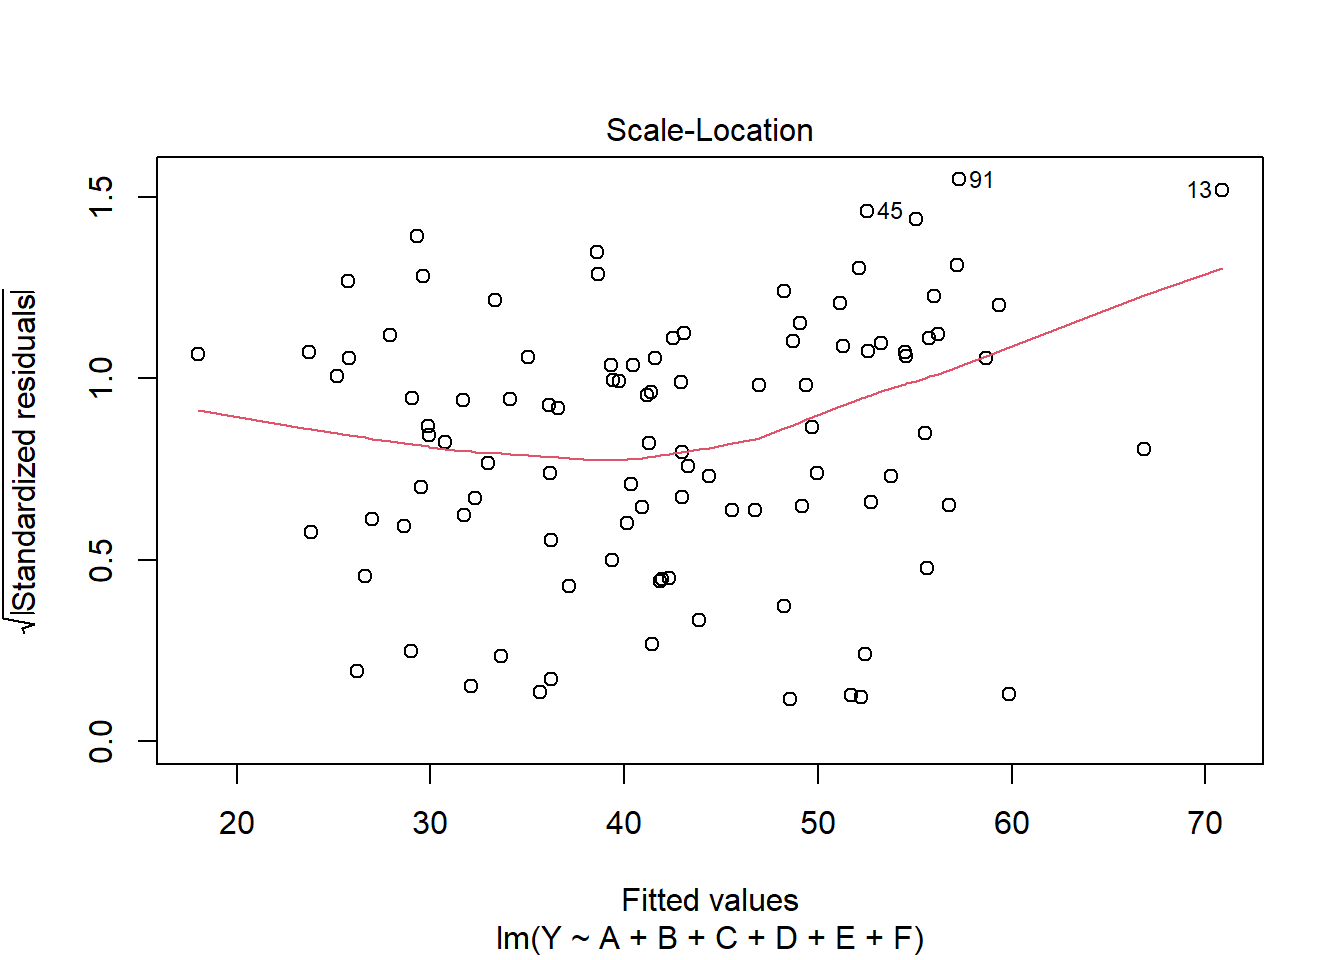 Scale-Location
√|Standardized residuals|
1.5
1.0
0.5
0.0
91
13
45
20 30 40 50 60 70
Fitted values
lm(Y ~ A + B + C + D + E + F)